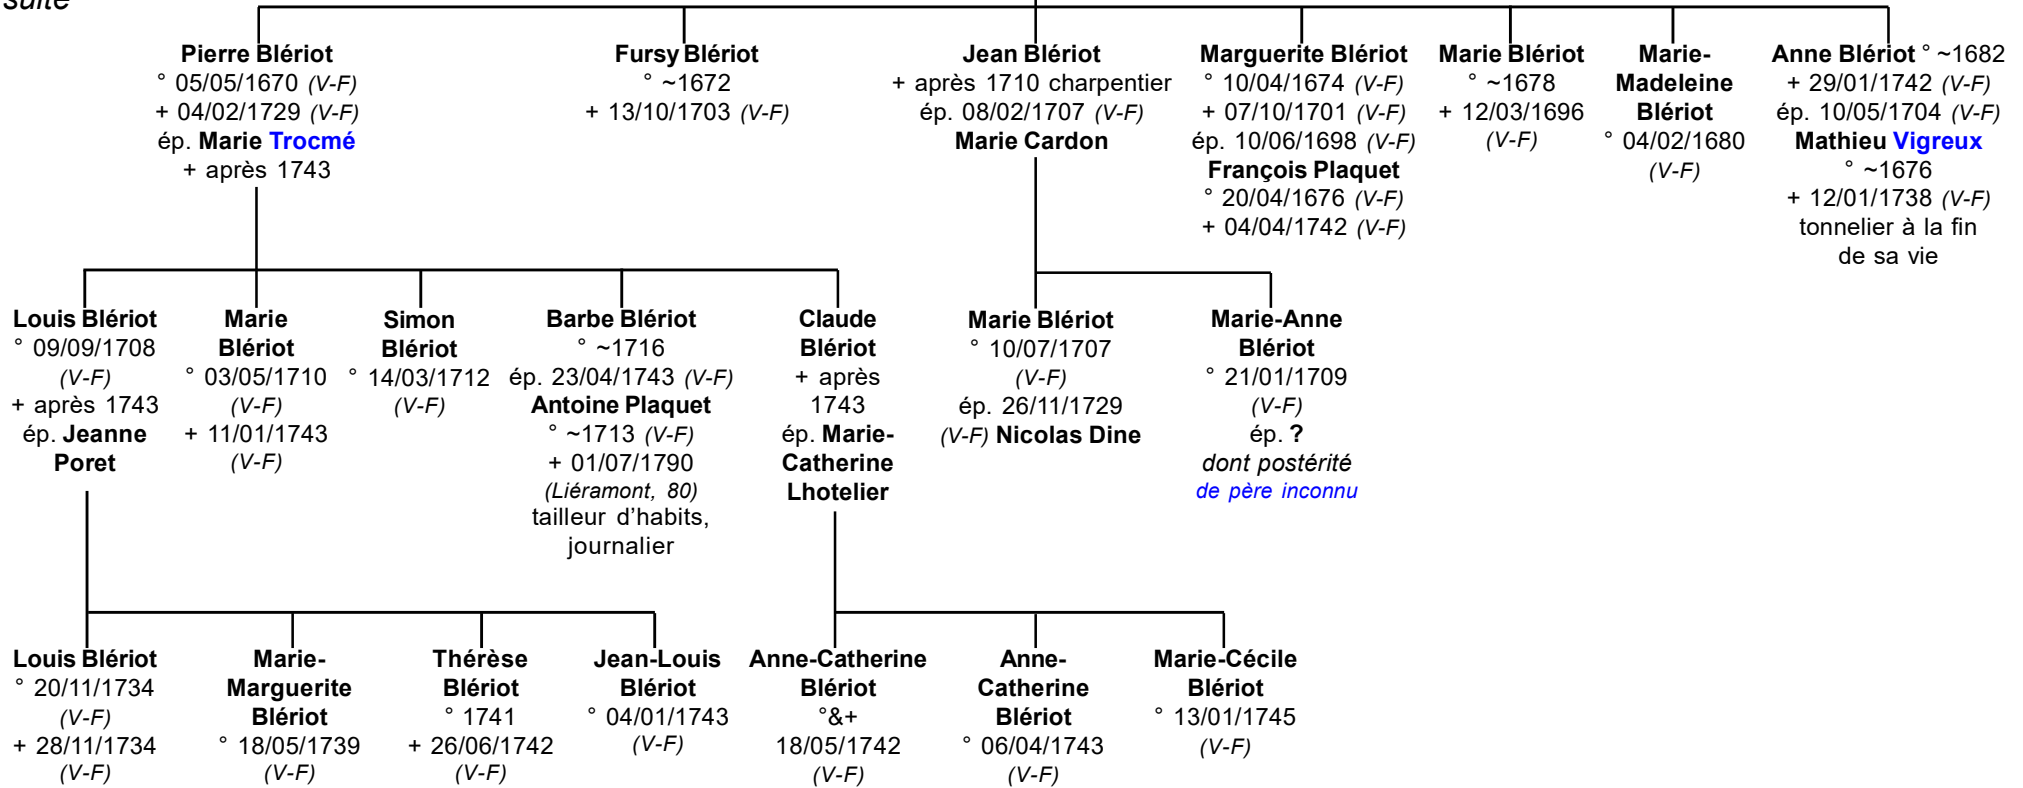 suite
Pierre Blériot
° 05/05/1670 (V-F)
+ 04/02/1729 (V-F)
ép. Marie Trocmé
+ après 1743
Fursy Blériot
° ~1672
+ 13/10/1703 (V-F)
Jean Blériot
+ après 1710 charpentier
ép. 08/02/1707 (V-F)
Marie Cardon
Marguerite Blériot
° 10/04/1674 (V-F)
+ 07/10/1701 (V-F)
ép. 10/06/1698 (V-F)
François Plaquet
° 20/04/1676 (V-F)
+ 04/04/1742 (V-F)
Marie Blériot
° ~1678
+ 12/03/1696
(V-F)
Marie-
Madeleine
Blériot
° 04/02/1680
(V-F)
Anne Blériot ° ~1682
+ 29/01/1742 (V-F)
ép. 10/05/1704 (V-F)
Mathieu Vigreux
° ~1676
+ 12/01/1738 (V-F)
tonnelier à la fin
de sa vie
Louis Blériot
° 09/09/1708
(V-F)
+ après 1743
ép. Jeanne
Poret
Marie
Blériot
° 03/05/1710
(V-F)
+ 11/01/1743
(V-F)
Simon
Blériot
° 14/03/1712
(V-F)
Barbe Blériot
° ~1716
ép. 23/04/1743 (V-F)
Antoine Plaquet
° ~1713 (V-F)
+ 01/07/1790
(Liéramont, 80)
tailleur d'habits,
journalier
Claude
Blériot
+ après
1743
ép. Marie-
Catherine
Lhotelier
Marie Blériot
° 10/07/1707
(V-F)
ép. 26/11/1729
(V-F) Nicolas Dine
Marie-Anne
Blériot
° 21/01/1709
(V-F)
ép. ?
dont postérité
de père inconnu
Louis Blériot
° 20/11/1734
(V-F)
+ 28/11/1734
(V-F)
Marie-
Marguerite
Blériot
° 18/05/1739
(V-F)
Thérèse
Blériot
° 1741
+ 26/06/1742
(V-F)
Jean-Louis
Blériot
° 04/01/1743
(V-F)
Anne-Catherine
Blériot
°&+
18/05/1742
(V-F)
Anne-
Catherine
Blériot
° 06/04/1743
(V-F)
Marie-Cécile
Blériot
° 13/01/1745
(V-F)